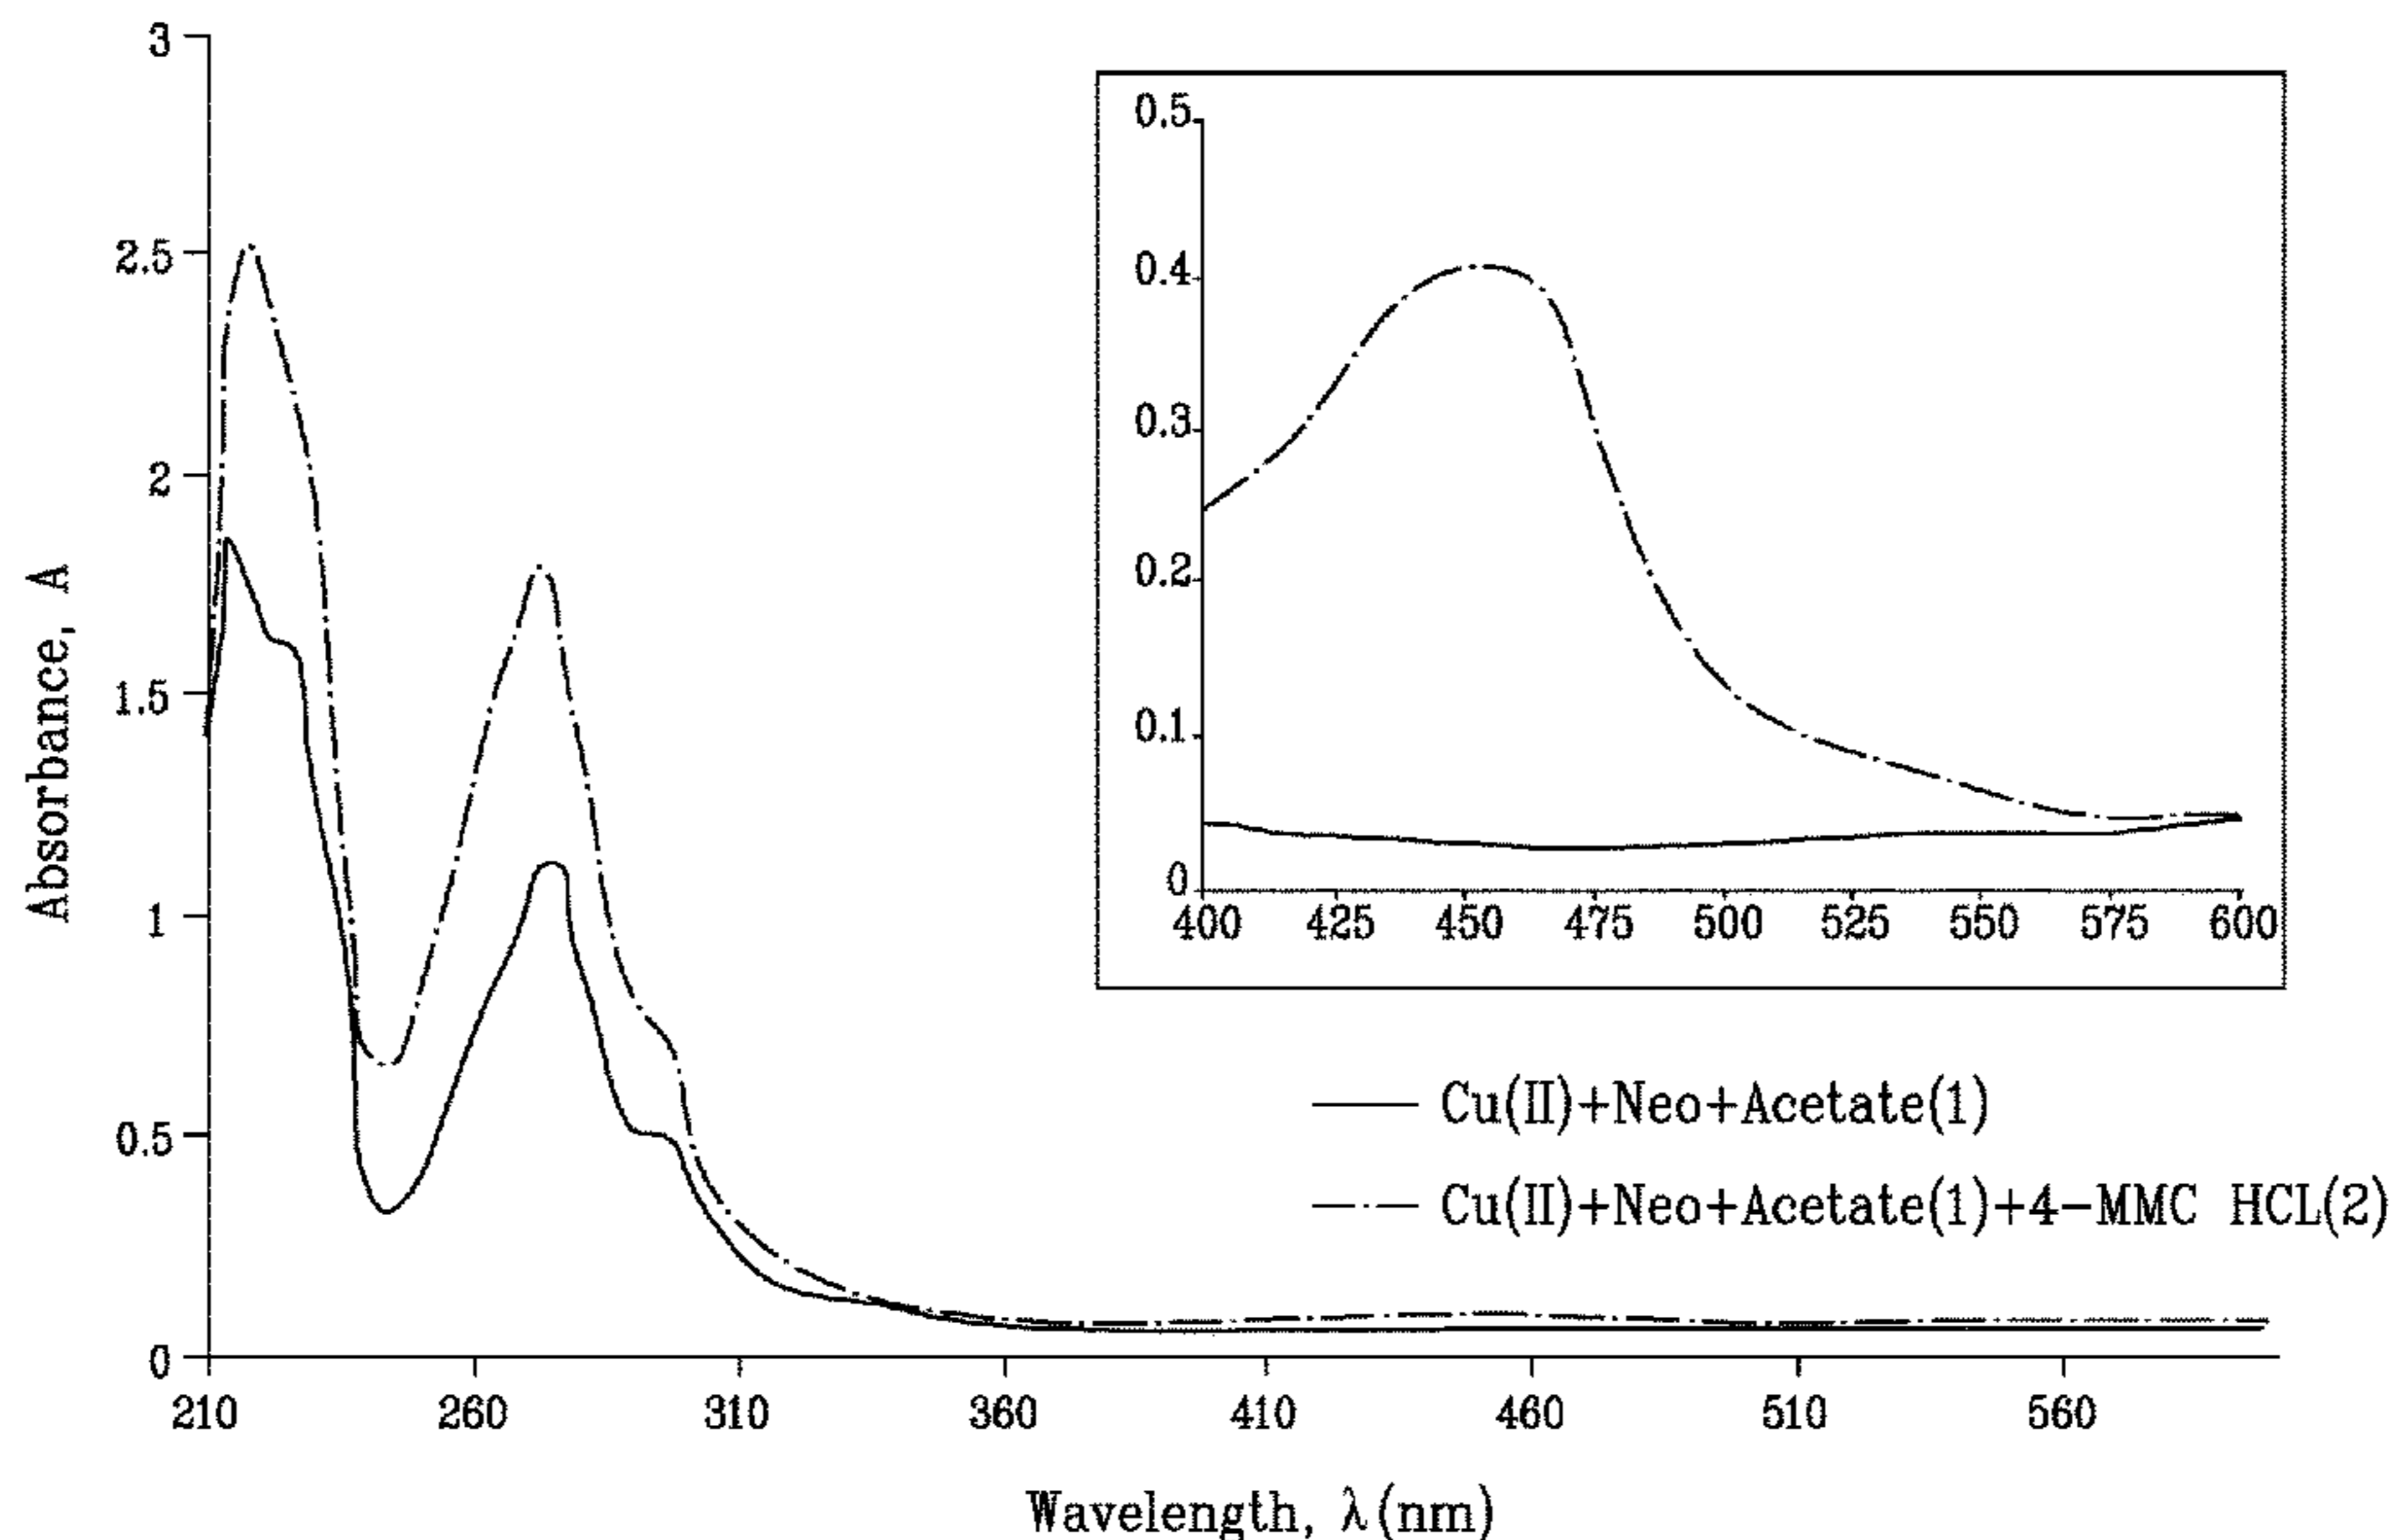 3
2.5
2
1.5
1
0.5
0
Absorbance, A
0.5
0.4
0.3
0.2
0.1
0
400 425 450 475 500 525 550 575 600
Cu(II)+Neo+Acetate(1)
Cu(II)+Neo+Acetate(1)+4-MMC HCL(2)
210 260 310 360 410 460 510 560
Wavelength, λ(nm)